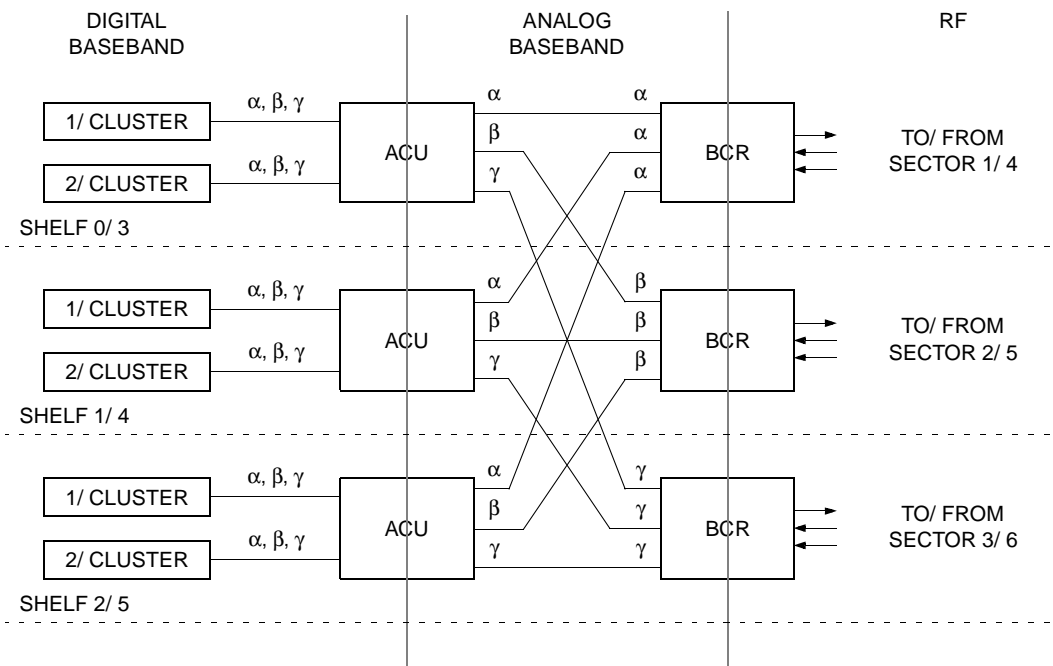 DIGITAL
BASEBAND
ANALOG
BASEBAND
RF
1/ CLUSTER
α, β, γ
2/ CLUSTER
α, β, γ
ACU
α
β
γ
α
α
α
BCR
TO/ FROM
SECTOR 1/ 4
SHELF 0/ 3
1/ CLUSTER
α, β, γ
2/ CLUSTER
α, β, γ
ACU
α
β
γ
β
β
β
BCR
TO/ FROM
SECTOR 2/ 5
SHELF 1/ 4
1/ CLUSTER
α, β, γ
2/ CLUSTER
α, β, γ
ACU
α
β
γ
γ
γ
γ
BCR
TO/ FROM
SECTOR 3/ 6
SHELF 2/ 5